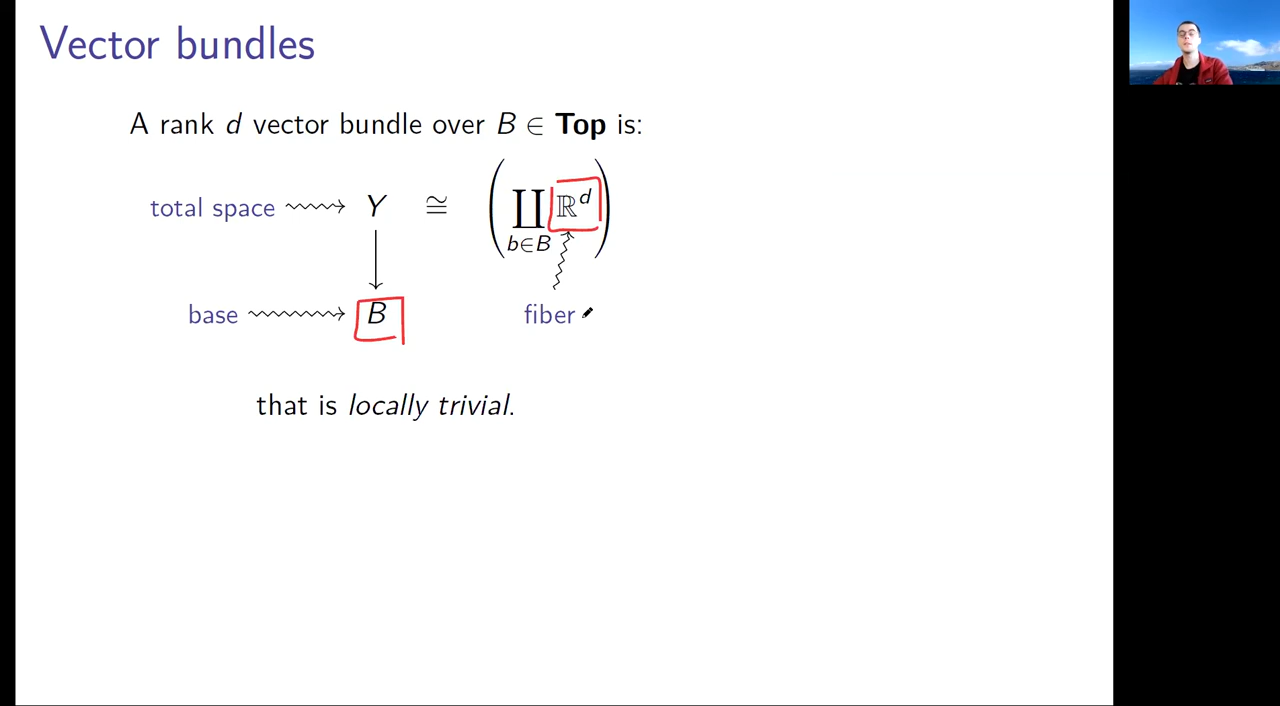 Vector bundles
A rank d vector bundle over B ∈ Top is:
total space Y ≅ (∐_{b∈B} ℝ^d)
base B fiber
that is locally trivial.